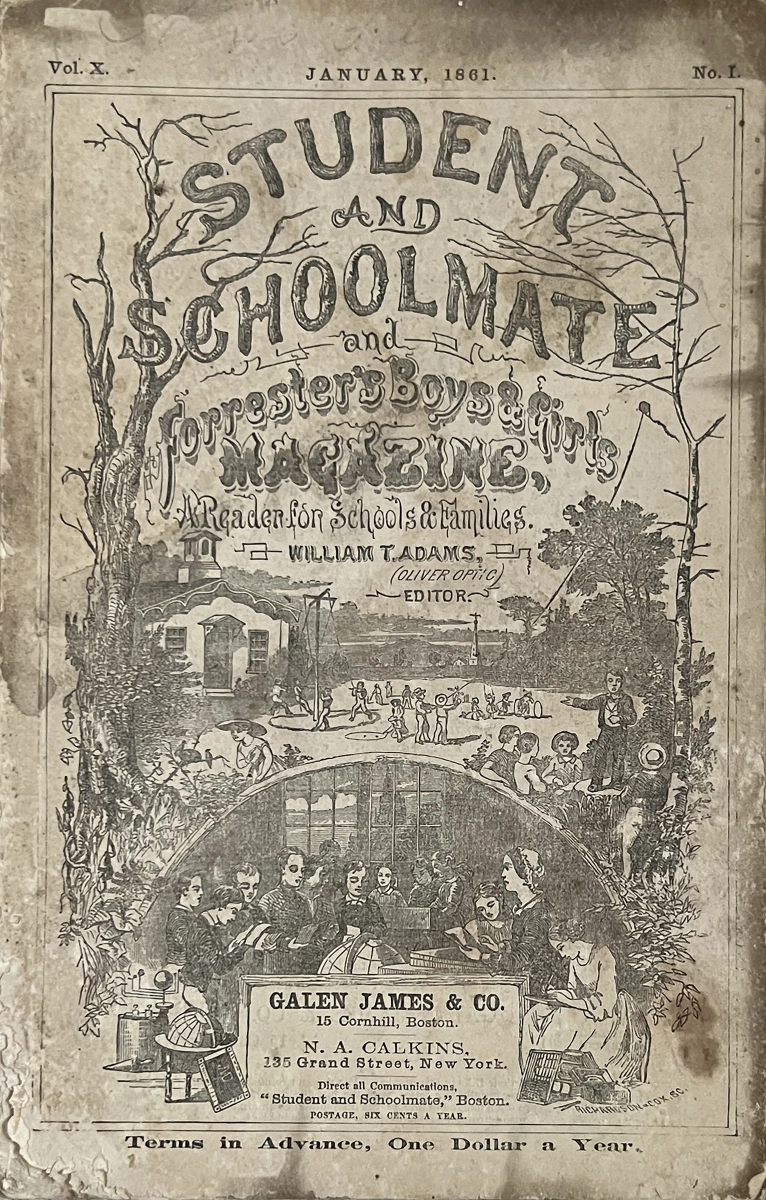 Vol. X. JANUARY, 1861. No. I.
STUDENT
AND
SCHOOLMATE
and
Forrester's Boys & Girls
MAGAZINE,
A Reader for Schools & Families.
WILLIAM T. ADAMS,
(OLIVER OPTIC)
EDITOR.
GALEN JAMES & CO.
15 Cornhill, Boston.
N. A. CALKINS,
135 Grand Street, New York.
Direct all Communications,
"Student and Schoolmate," Boston.
POSTAGE, SIX CENTS A YEAR.
RICHARDSON-COX SC.
Terms in Advance, One Dollar a Year.